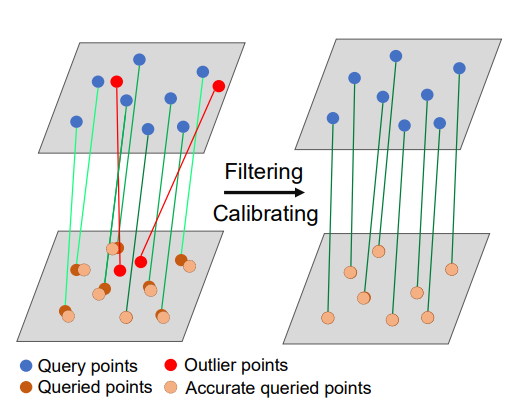 Filtering
Calibrating
Query points
Outlier points
Queried points
Accurate queried points